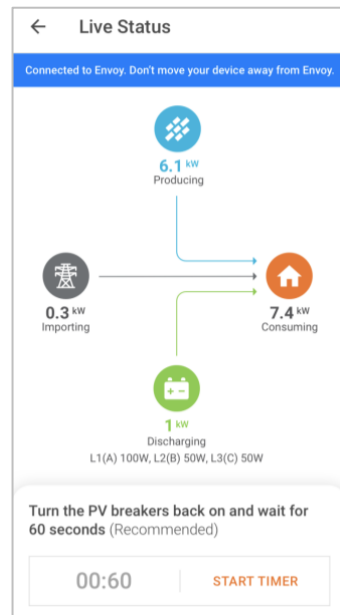 Live Status
Connected to Envoy. Don't move your device away from Envoy.
6.1 kW
Producing
0.3 kW
Importing
7.4 kW
Consuming
1 kW
Discharging
L1(A) 100W, L2(B) 50W, L3(C) 50W
Turn the PV breakers back on and wait for
60 seconds (Recommended)
00:60
START TIMER